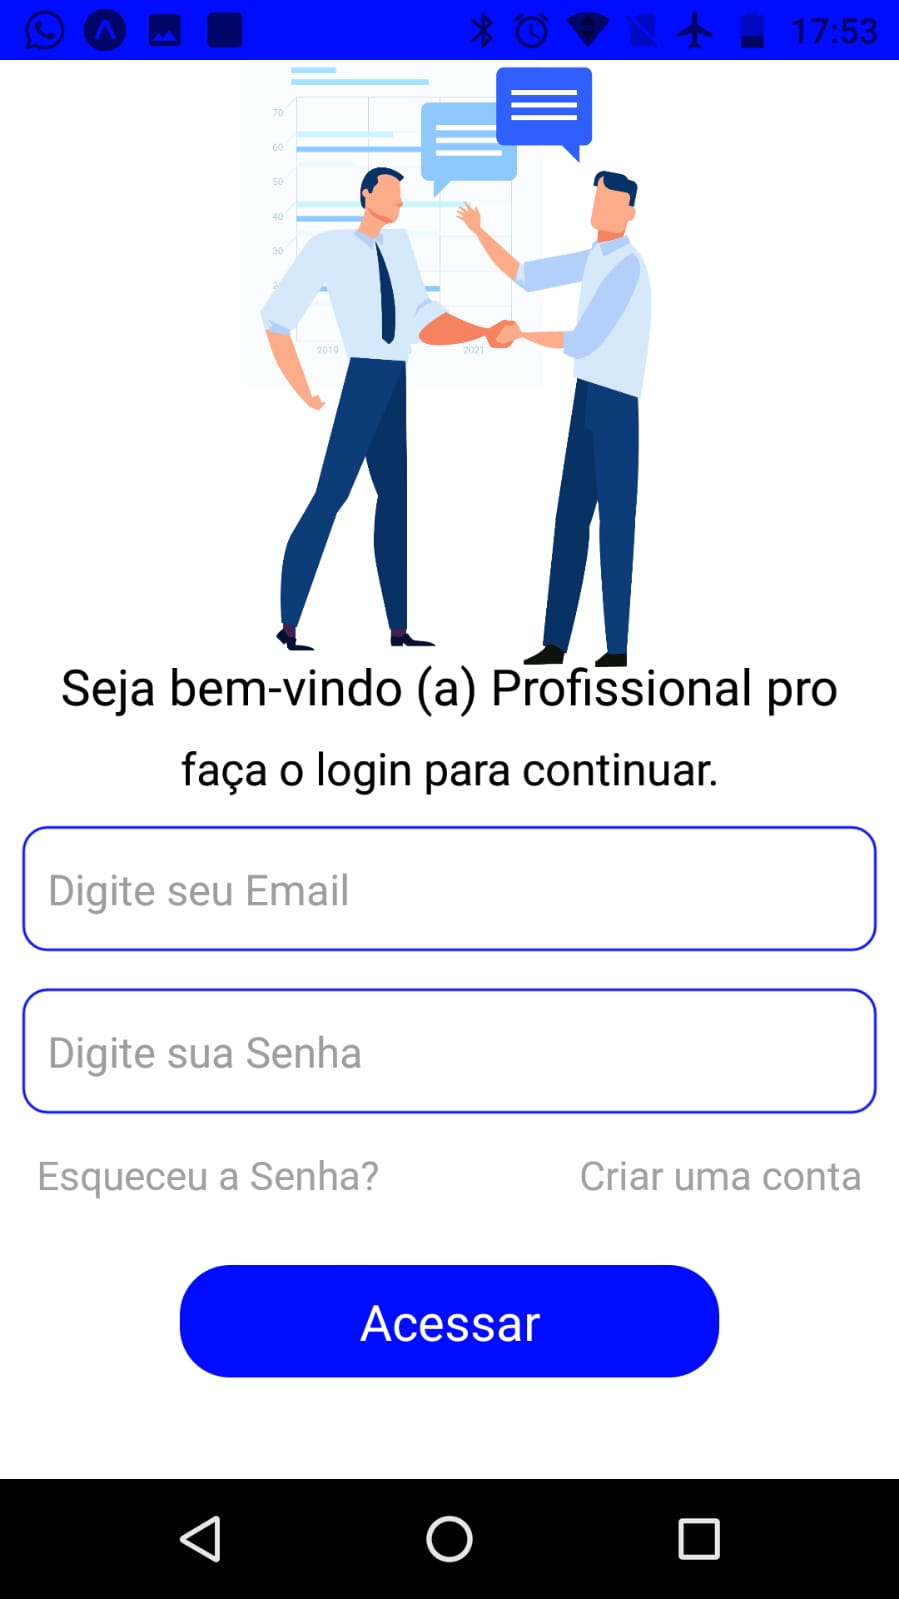 17:53
70
60
50
40
30
2
2019
2021
Seja bem-vindo (a) Profissional pro
faça o login para continuar.
Digite seu Email
Digite sua Senha
Esqueceu a Senha?
Criar uma conta
Acessar